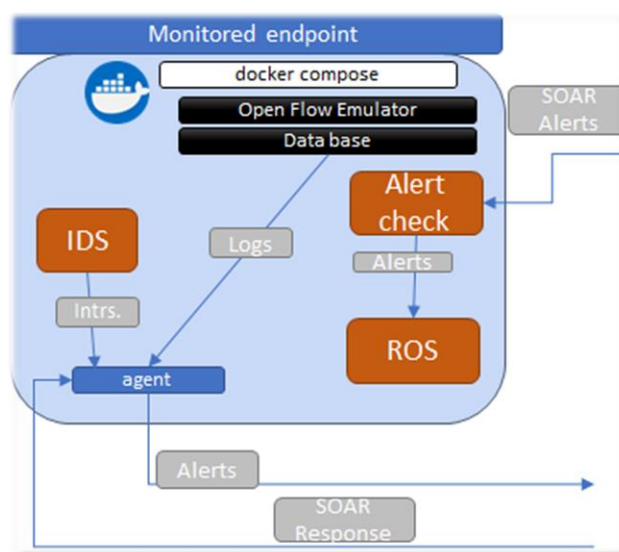 Monitored endpoint
docker compose
Open Flow Emulator
Data base
SOAR
Alerts
Alert
check
IDS
Logs
Alerts
Intrs.
ROS
agent
Alerts
SOAR
Response